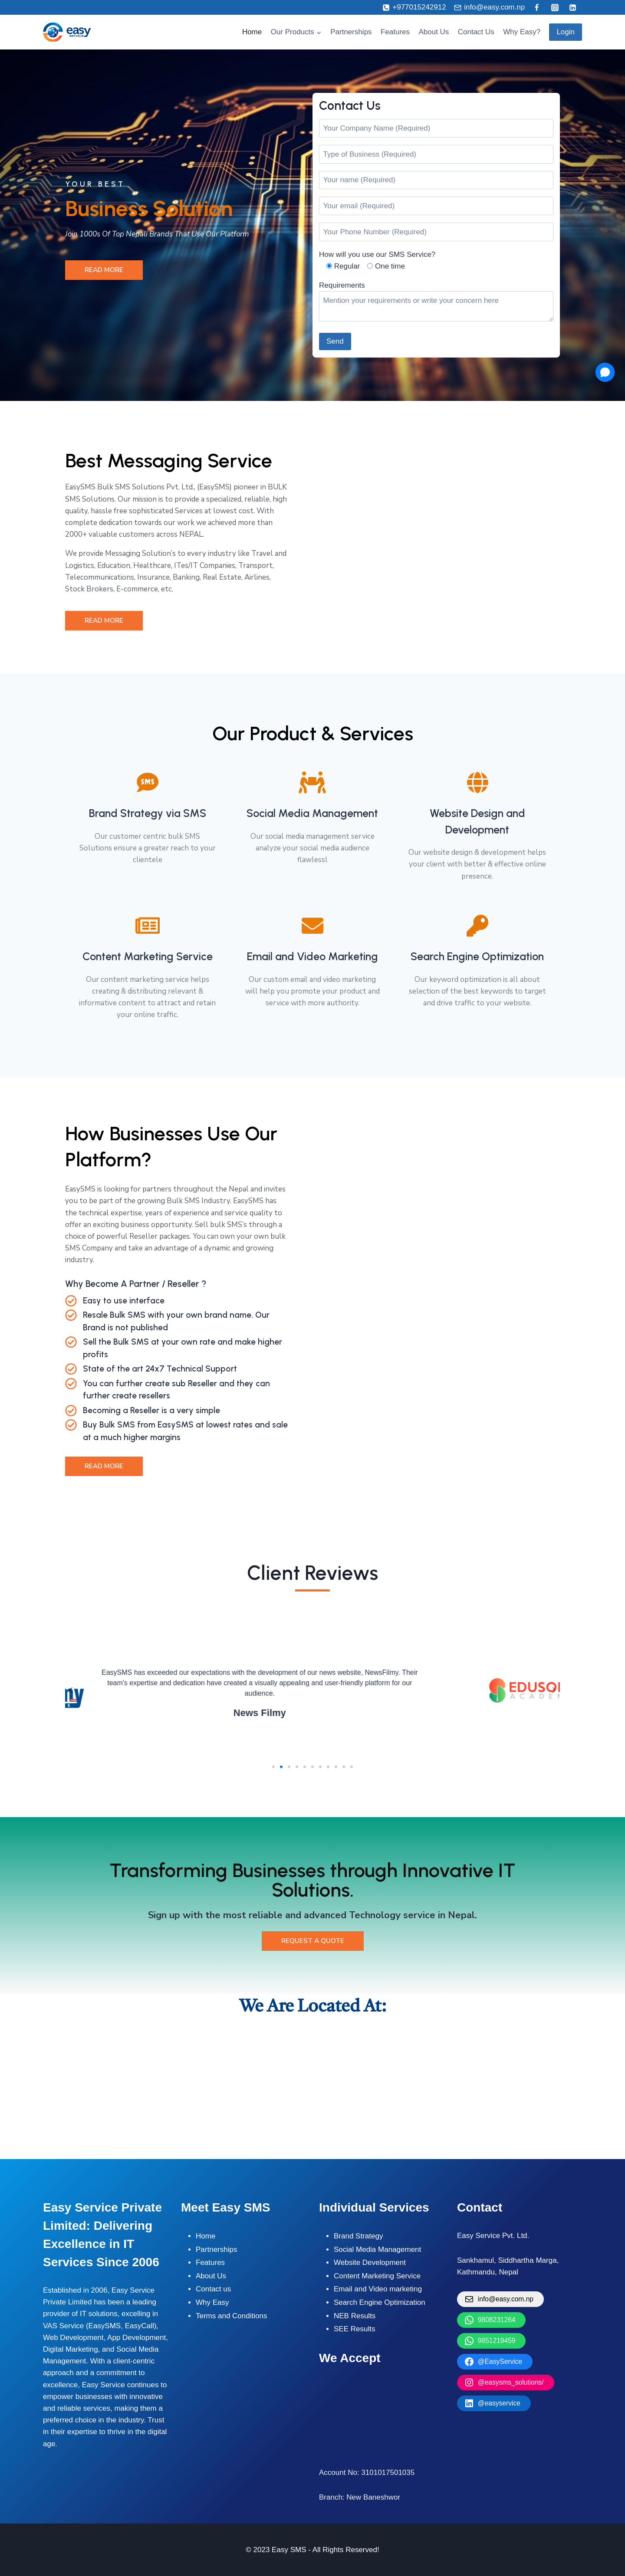 +977015242912 info@easy.com.np
easy
Home Our Products Partnerships Features About Us Contact Us Why Easy? Login
YOUR BEST
Business Solution
Join 1000s Of Top Nepali Brands That Use Our Platform
READ MORE
Contact Us
Your Company Name (Required)
Type of Business (Required)
Your name (Required)
Your email (Required)
Your Phone Number (Required)
How will you use our SMS Service?
Regular One time
Requirements
Mention your requirements or write your concern here
Send
Best Messaging Service
EasySMS Bulk SMS Solutions Pvt. Ltd., (EasySMS) pioneer in BULK
SMS Solutions. Our mission is to provide a specialized, reliable, high
quality, hassle free sophisticated Services at lowest cost. With
complete dedication towards our work we achieved more than
2000+ valuable customers across NEPAL.
We provide Messaging Solution's to every industry like Travel and
Logistics, Education, Healthcare, ITes/IT Companies, Transport,
Telecommunications, Insurance, Banking, Real Estate, Airlines,
Stock Brokers, E-commerce, etc.
READ MORE
Our Product & Services
SMS
Brand Strategy via SMS
Our customer centric bulk SMS
Solutions ensure a greater reach to your
clientele
Social Media Management
Our social media management service
analyze your social media audience
flawlessl
Website Design and
Development
Our website design & development helps
your client with better & effective online
presence.
Content Marketing Service
Our content marketing service helps
creating & distributing relevant &
informative content to attract and retain
your online traffic.
Email and Video Marketing
Our custom email and video marketing
will help you promote your product and
service with more authority.
Search Engine Optimization
Our keyword optimization is all about
selection of the best keywords to target
and drive traffic to your website.
How Businesses Use Our
Platform?
EasySMS is looking for partners throughout the Nepal and invites
you to be part of the growing Bulk SMS Industry. EasySMS has
the technical expertise, years of experience and service quality to
offer an exciting business opportunity. Sell bulk SMS's through a
choice of powerful Reseller packages. You can own your own bulk
SMS Company and take an advantage of a dynamic and growing
industry.
Why Become A Partner / Reseller ?
Easy to use interface
Resale Bulk SMS with your own brand name. Our
Brand is not published
Sell the Bulk SMS at your own rate and make higher
profits
State of the art 24x7 Technical Support
You can further create sub Reseller and they can
further create resellers
Becoming a Reseller is a very simple
Buy Bulk SMS from EasySMS at lowest rates and sale
at a much higher margins
READ MORE
Client Reviews
EasySMS has exceeded our expectations with the development of our news website, NewsFilmy. Their
team's expertise and dedication have created a visually appealing and user-friendly platform for our
audience.
News Filmy
Transforming Businesses through Innovative IT
Solutions.
Sign up with the most reliable and advanced Technology service in Nepal.
REQUEST A QUOTE
We Are Located At:
Easy Service Private
Limited: Delivering
Excellence in IT
Services Since 2006
Established in 2006, Easy Service
Private Limited has been a leading
provider of IT solutions, excelling in
VAS Service (EasySMS, EasyCall),
Web Development, App Development,
Digital Marketing, and Social Media
Management. With a client-centric
approach and a commitment to
excellence, Easy Service continues to
empower businesses with innovative
and reliable services, making them a
preferred choice in the industry. Trust
in their expertise to thrive in the digital
age.
Meet Easy SMS
Home
Partnerships
Features
About Us
Contact us
Why Easy
Terms and Conditions
Individual Services
Brand Strategy
Social Media Management
Website Development
Content Marketing Service
Email and Video marketing
Search Engine Optimization
NEB Results
SEE Results
We Accept
Account No: 3101017501035
Branch: New Baneshwor
Contact
Easy Service Pvt. Ltd.
Sankhamul, Siddhartha Marga,
Kathmandu, Nepal
info@easy.com.np
9808231264
9851219459
@EasyService
@easysms_solutions/
@easyservice
© 2023 Easy SMS - All Rights Reserved!